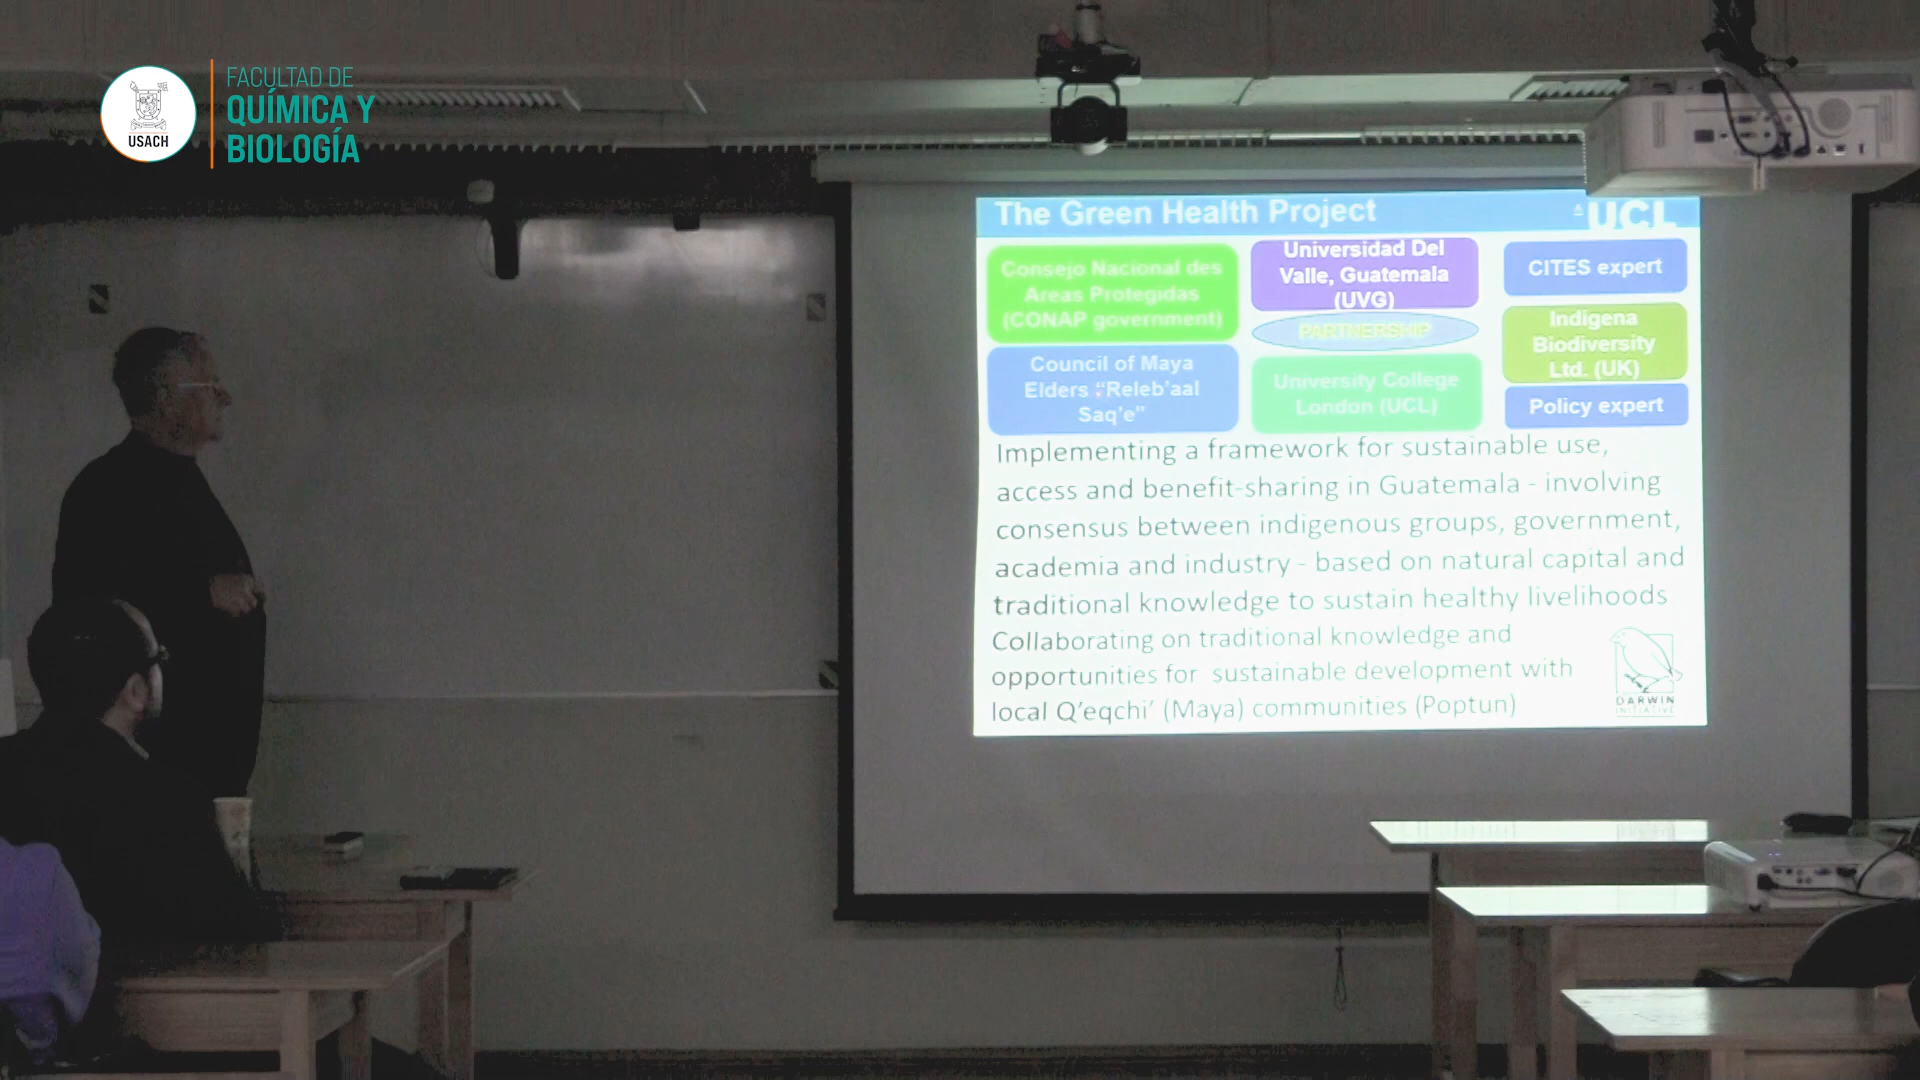 USACH
FACULTAD DE
QUÍMICA Y
BIOLOGÍA
The Green Health Project
UCL
Consejo Nacional des
Areas Protegidas
(CONAP government)
Universidad Del
Valle, Guatemala
(UVG)
CITES expert
PARTNERSHIP
Indigena
Biodiversity
Ltd. (UK)
Council of Maya
Elders "Releb'aal
Saq'e"
University College
London (UCL)
Policy expert
Implementing a framework for sustainable use,
access and benefit-sharing in Guatemala - involving
consensus between indigenous groups, government,
academia and industry - based on natural capital and
traditional knowledge to sustain healthy livelihoods
Collaborating on traditional knowledge and
opportunities for sustainable development with
local Q'eqchi' (Maya) communities (Poptun)
DARWIN
INITIATIVE